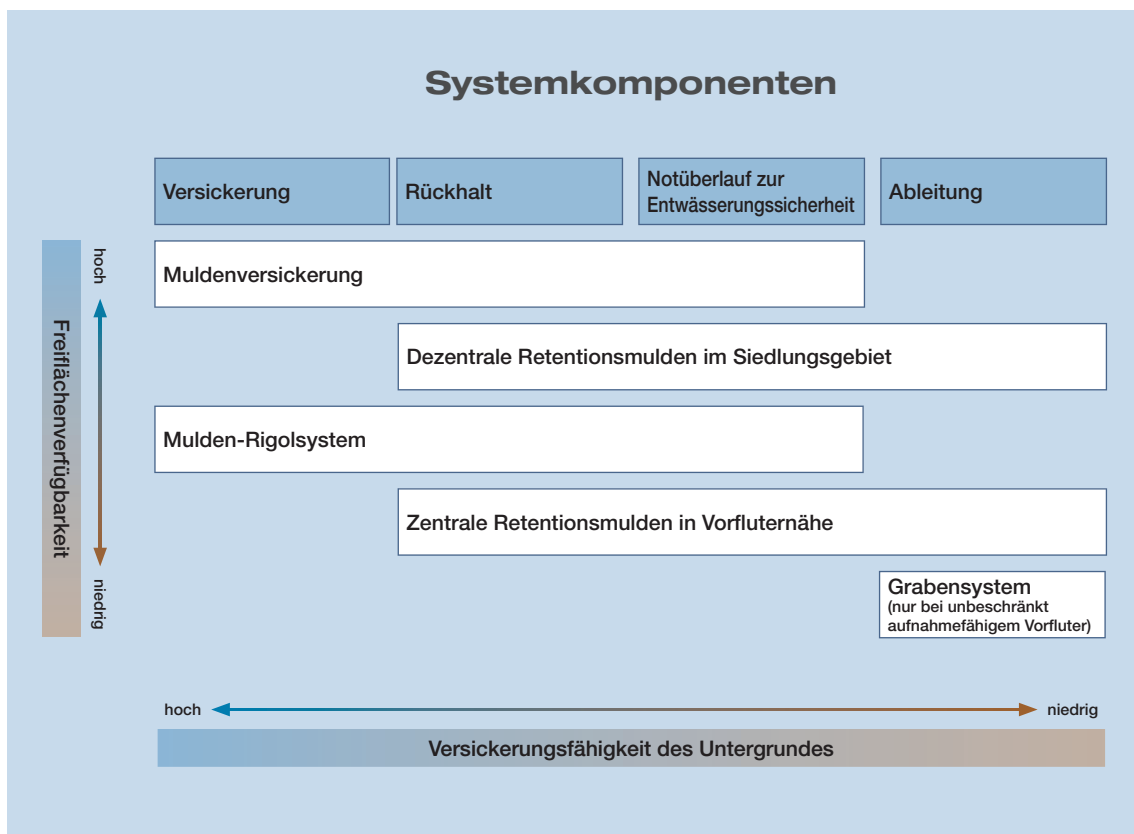 Systemkomponenten
Versickerung
Rückhalt
Notüberlauf zur
Entwässerungssicherheit
Ableitung
Freiflächenverfügbarkeit
hoch
niedrig
Muldenversickerung
Dezentrale Retentionsmulden im Siedlungsgebiet
Mulden-Rigolsystem
Zentrale Retentionsmulden in Vorfluternähe
Grabensystem
(nur bei unbeschränkt
aufnahmefähigem Vorfluter)
hoch
niedrig
Versickerungsfähigkeit des Untergrundes